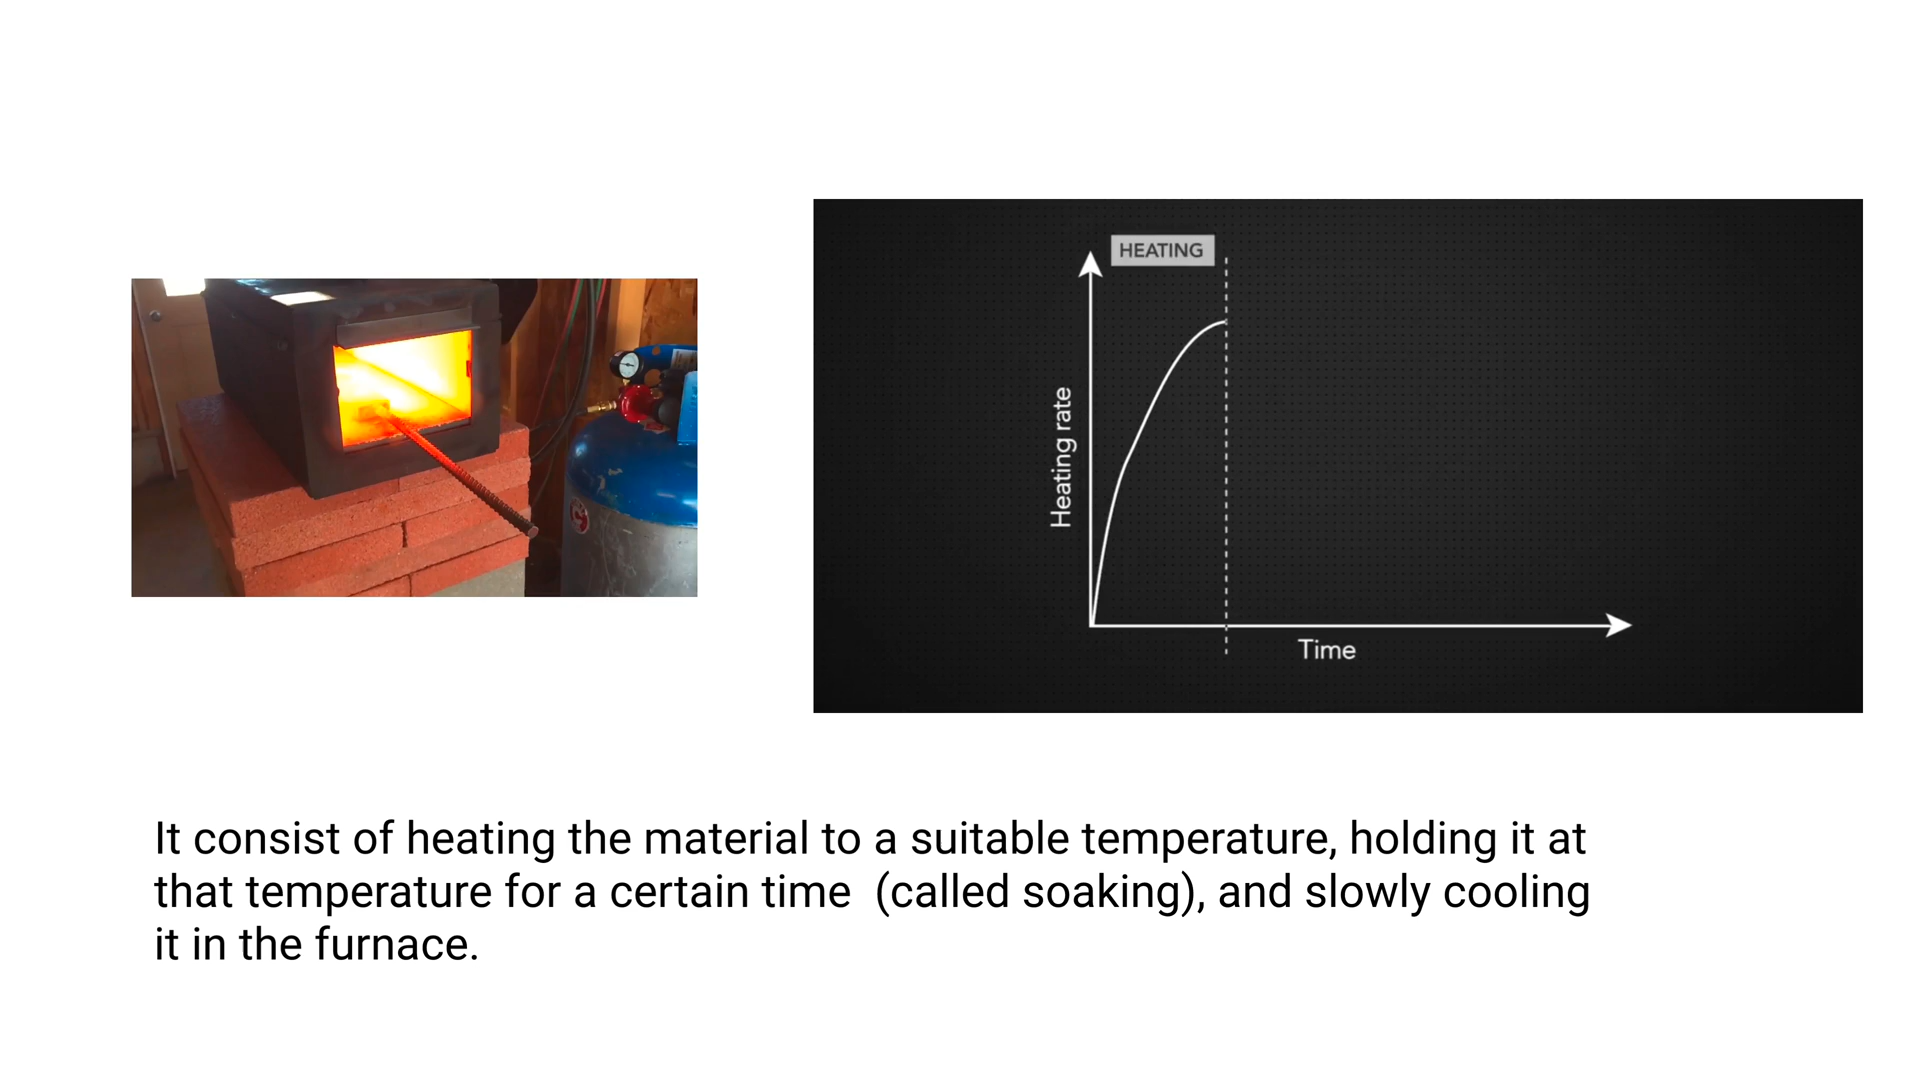 HEATING
Heating rate
Time
It consist of heating the material to a suitable temperature, holding it at
that temperature for a certain time  (called soaking), and slowly cooling
it in the furnace.